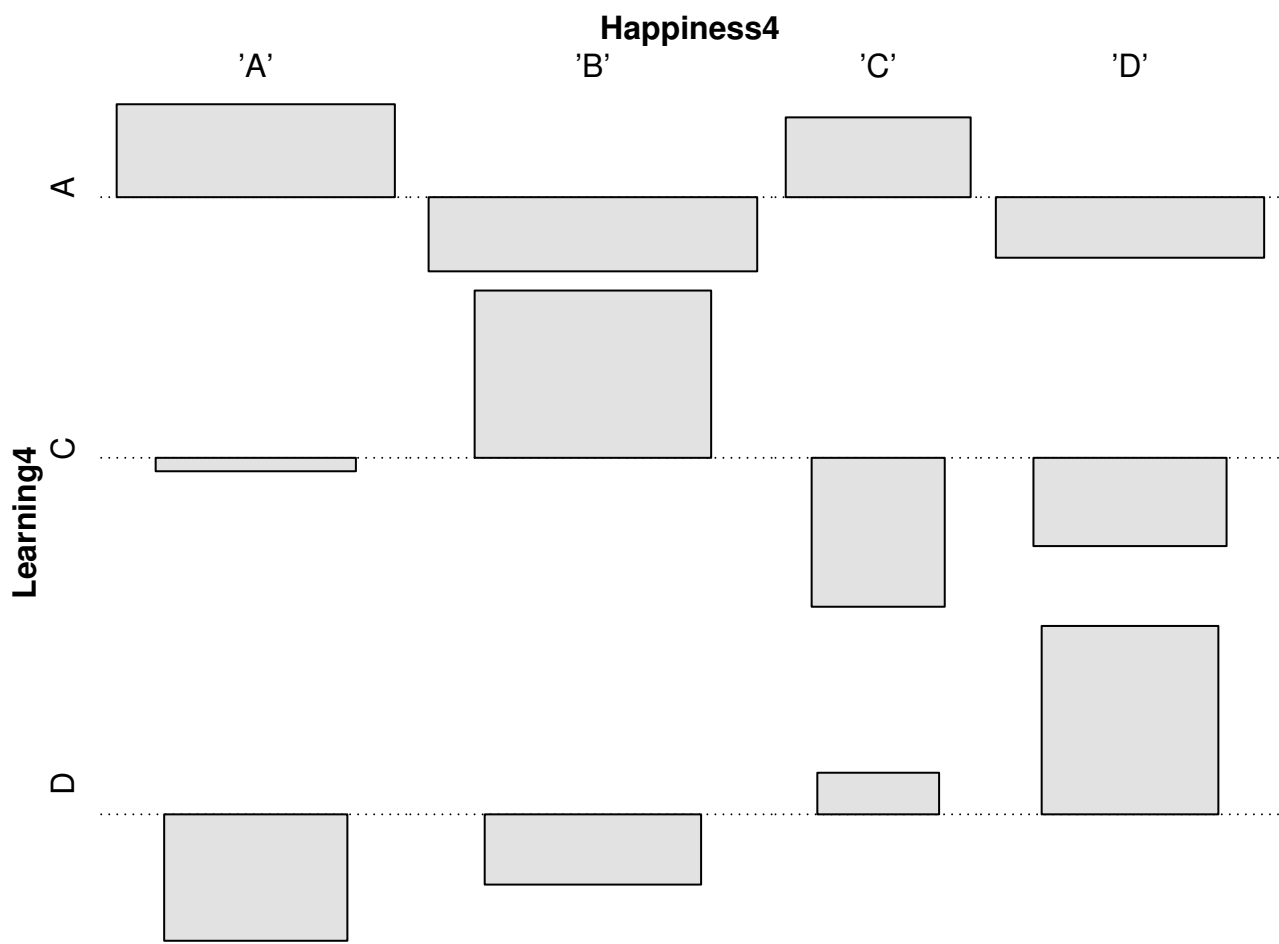 Happiness4
’A’ ’B’ ’C’ ’D’
A
C
Learning4
D